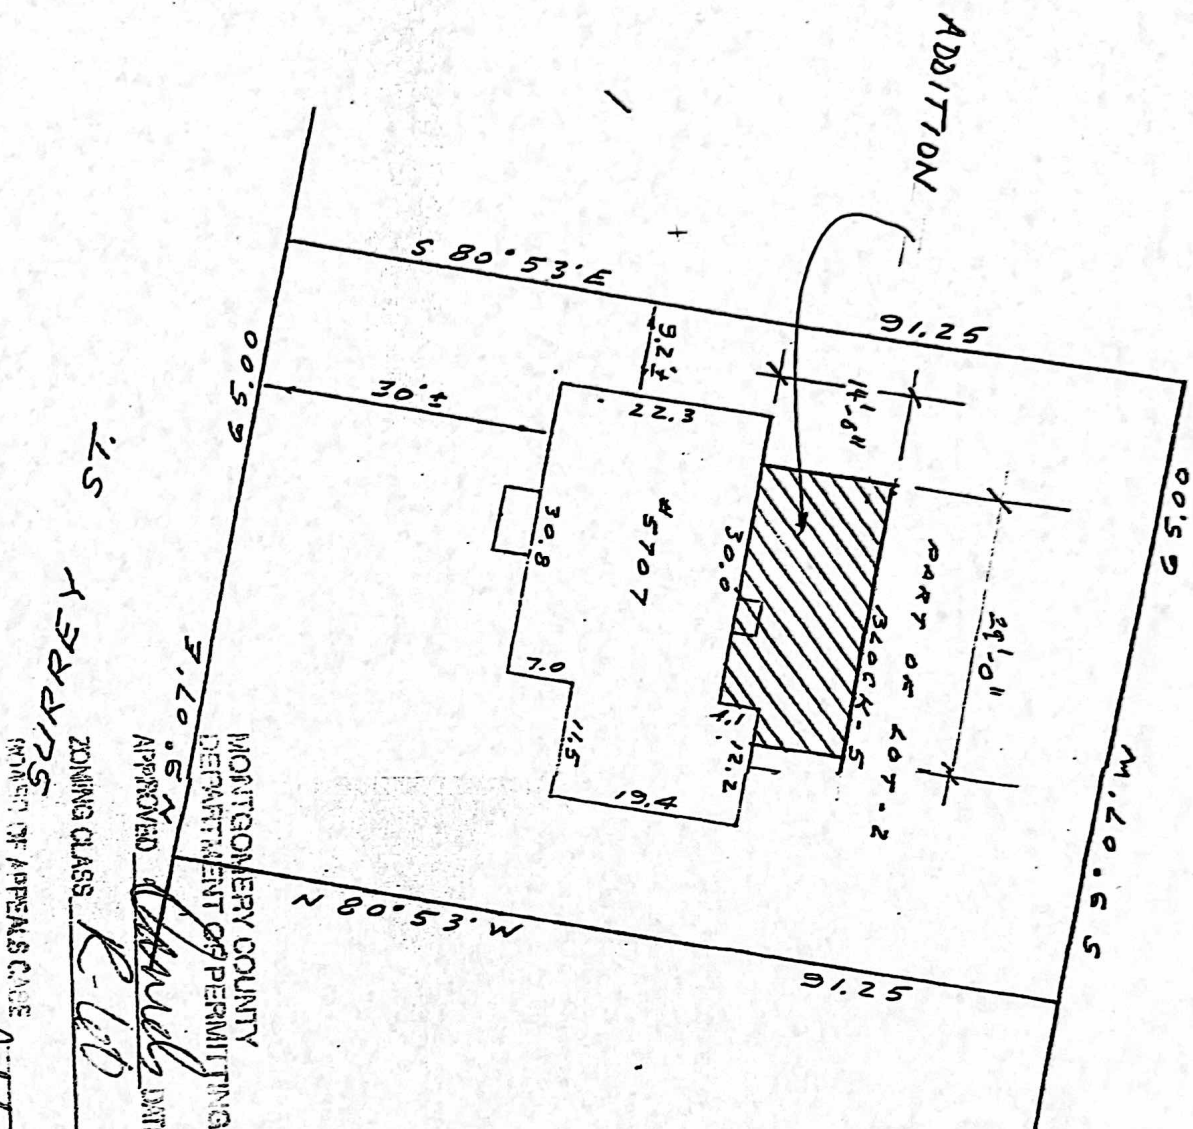 ADDITION
S 80° 53' E
91.25
65.00
S 9° 07' W
9.2'±
14'-8"
22.3
30'±
#5707
30.8
30.0
29'-0"
PART OF LOT-2
BLOCK-5
7.0
11.5
1.4
12.2
19.4
65.00
N 9° 07' E
SURREY ST.
N 80° 53' W
91.25
MONTGOMERY COUNTY
DEPARTMENT OF PERMITTING
APPROVED
ZONING CLASS R-60
BOARD OF APPEALS CASE